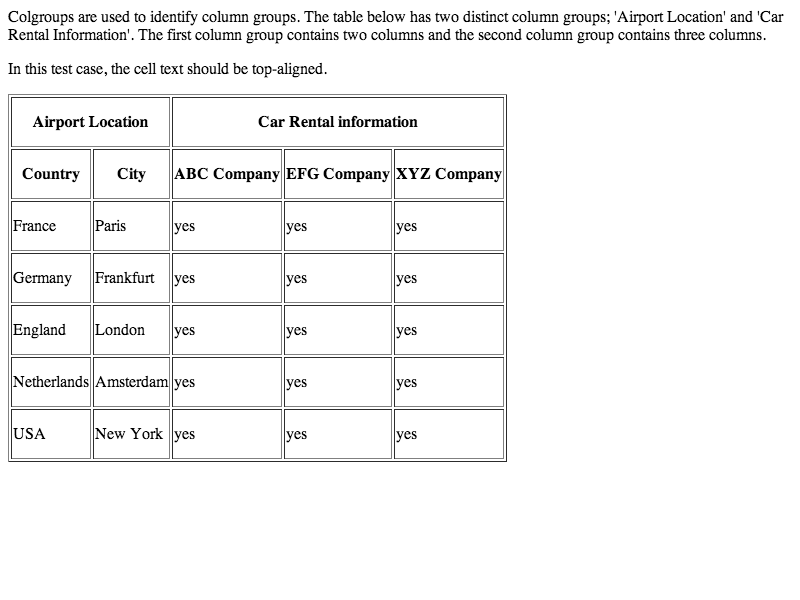 Colgroups are used to identify column groups. The table below has two distinct column groups; 'Airport Location' and 'Car
Rental Information'. The first column group contains two columns and the second column group contains three columns.
In this test case, the cell text should be top-aligned.
Airport Location Car Rental information
Country City ABC Company EFG Company XYZ Company
France Paris yes yes yes
Germany Frankfurt yes yes yes
England London yes yes yes
Netherlands Amsterdam yes yes yes
USA New York yes yes yes